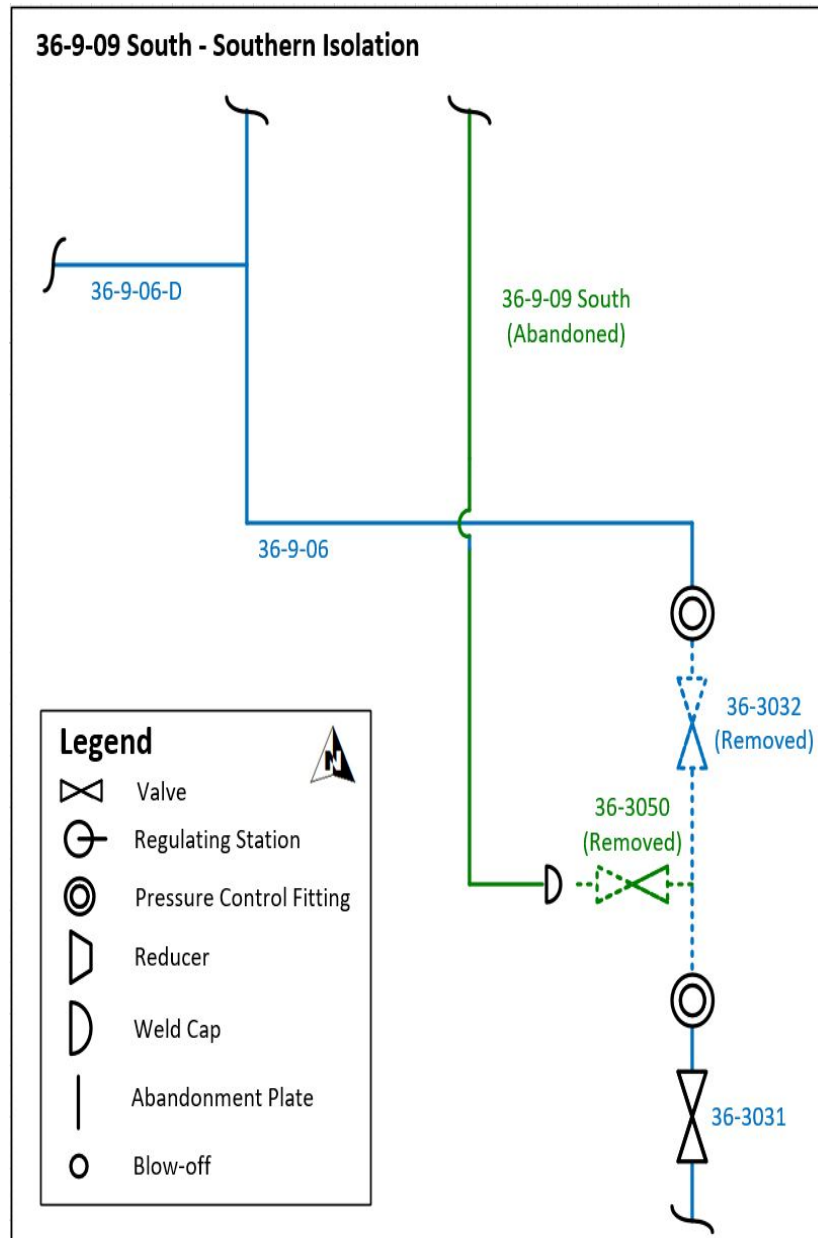 36-9-09 South - Southern Isolation
36-9-06-D
36-9-09 South
(Abandoned)
36-9-06
36-3032
(Removed)
36-3050
(Removed)
36-3031
Legend
N
Valve
Regulating Station
Pressure Control Fitting
Reducer
Weld Cap
Abandonment Plate
Blow-off